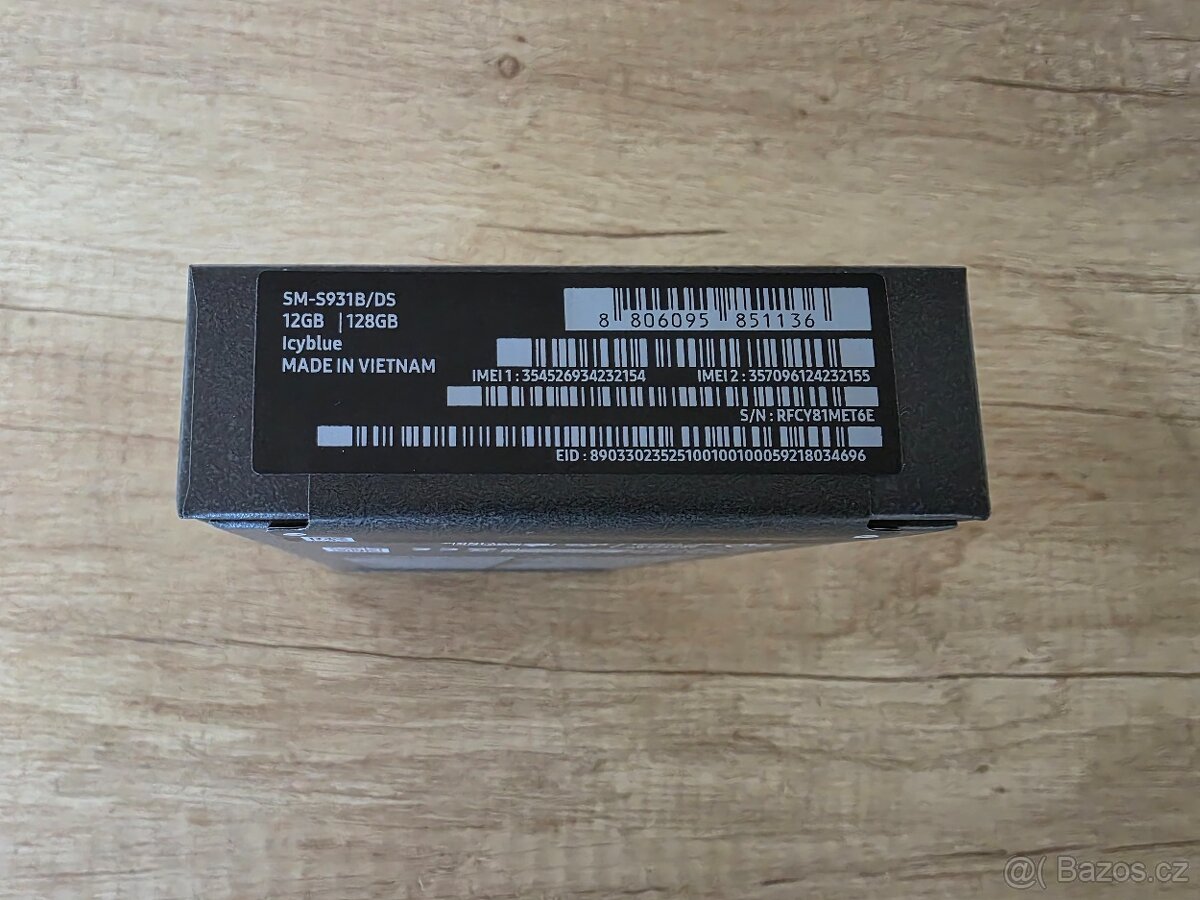 SM-S931B/DS
12GB | 128GB
Icyblue
MADE IN VIETNAM
8 806095 851136
IMEI 1 : 354526934232154 IMEI 2 : 357096124232155
S/N : RFCY81MET6E
EID : 89033023525100100100059218034696
@( Bazos.cz